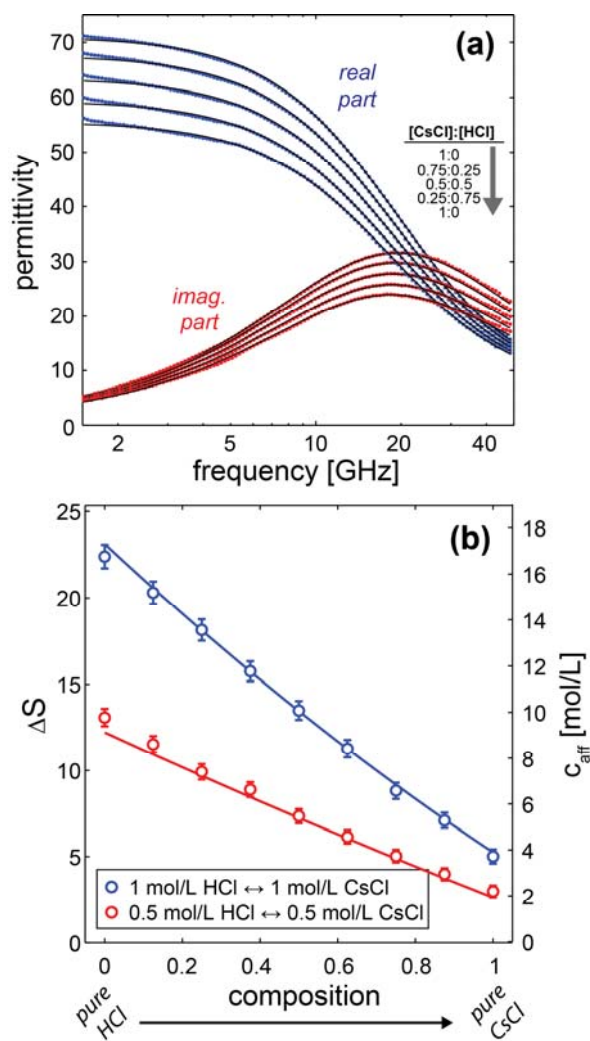 (a)
70
60
50
40
30
20
10
0
permittivity
real
part
imag.
part
[CsCl]:[HCl]
1:0
0.75:0.25
0.5:0.5
0.25:0.75
1:0
2 5 10 20 40
frequency [GHz]
(b)
25
20
15
10
5
0
ΔS
18
16
14
12
10
8
6
4
2
0
c_aff [mol/L]
1 mol/L HCl ↔ 1 mol/L CsCl
0.5 mol/L HCl ↔ 0.5 mol/L CsCl
0 0.2 0.4 0.6 0.8 1
composition
pure
HCl
pure
CsCl